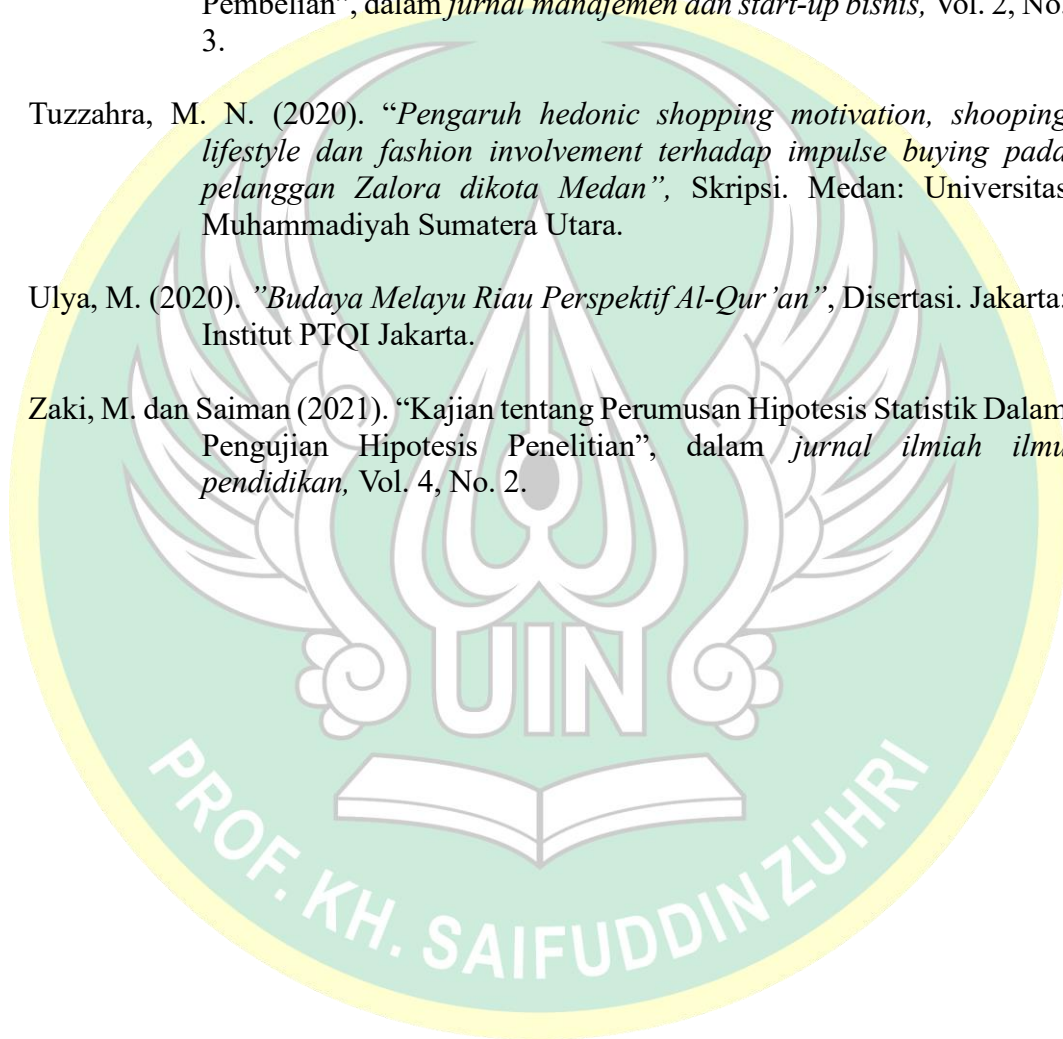 Pembelian”, dalam jurnal manajemen dan start-up bisnis, Vol. 2, No.
3.
Tuzzahra, M. N. (2020). “Pengaruh hedonic shopping motivation, shooping
lifestyle dan fashion involvement terhadap impulse buying pada
pelanggan Zalora dikota Medan”, Skripsi. Medan: Universitas
Muhammadiyah Sumatera Utara.
Ulya, M. (2020). ”Budaya Melayu Riau Perspektif Al-Qur’an”, Disertasi. Jakarta:
Institut PTQI Jakarta.
Zaki, M. dan Saiman (2021). “Kajian tentang Perumusan Hipotesis Statistik Dalam
Pengujian Hipotesis Penelitian”, dalam jurnal ilmiah ilmu
pendidikan, Vol. 4, No. 2.
UIN
PROF. KH. SAIFUDDIN ZUHRI